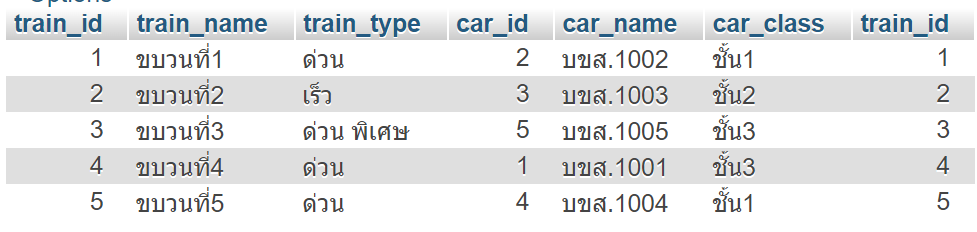 Options
train_id train_name train_type car_id car_name car_class train_id
1 ขบวนที่1 ด่วน 2 บขส.1002 ชั้น1 1
2 ขบวนที่2 เร็ว 3 บขส.1003 ชั้น2 2
3 ขบวนที่3 ด่วน พิเศษ 5 บขส.1005 ชั้น3 3
4 ขบวนที่4 ด่วน 1 บขส.1001 ชั้น3 4
5 ขบวนที่5 ด่วน 4 บขส.1004 ชั้น1 5